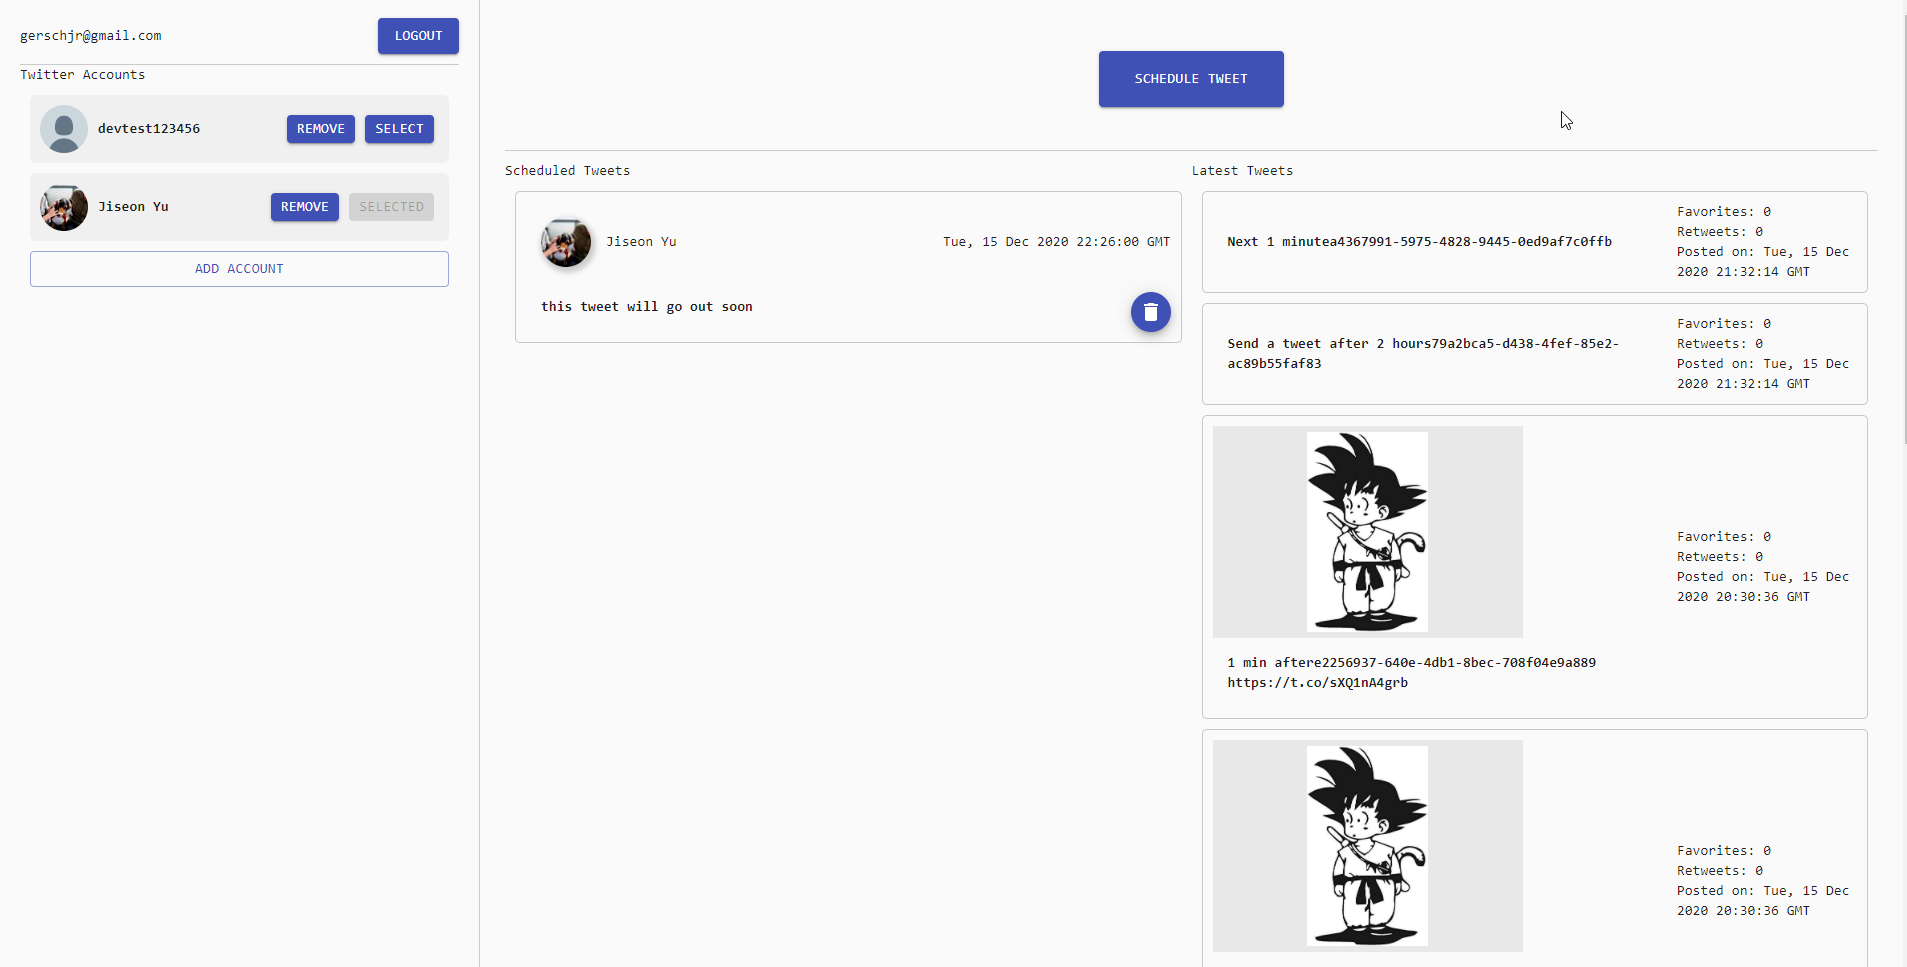 gerschjr@gmail.com
LOGOUT
Twitter Accounts
devtest123456
REMOVE
SELECT
Jiseon Yu
REMOVE
SELECTED
ADD ACCOUNT
SCHEDULE TWEET
Scheduled Tweets
Jiseon Yu
Tue, 15 Dec 2020 22:26:00 GMT
this tweet will go out soon
Latest Tweets
Next 1 minutea4367991-5975-4828-9445-0ed9af7c0ffb
Favorites: 0
Retweets: 0
Posted on: Tue, 15 Dec
2020 21:32:14 GMT
Send a tweet after 2 hours79a2bca5-d438-4fef-85e2-
ac89b55faf83
Favorites: 0
Retweets: 0
Posted on: Tue, 15 Dec
2020 21:32:14 GMT
1 min aftere2256937-640e-4db1-8bec-708f04e9a889
https://t.co/sXQ1nA4grb
Favorites: 0
Retweets: 0
Posted on: Tue, 15 Dec
2020 20:30:36 GMT
Favorites: 0
Retweets: 0
Posted on: Tue, 15 Dec
2020 20:30:36 GMT